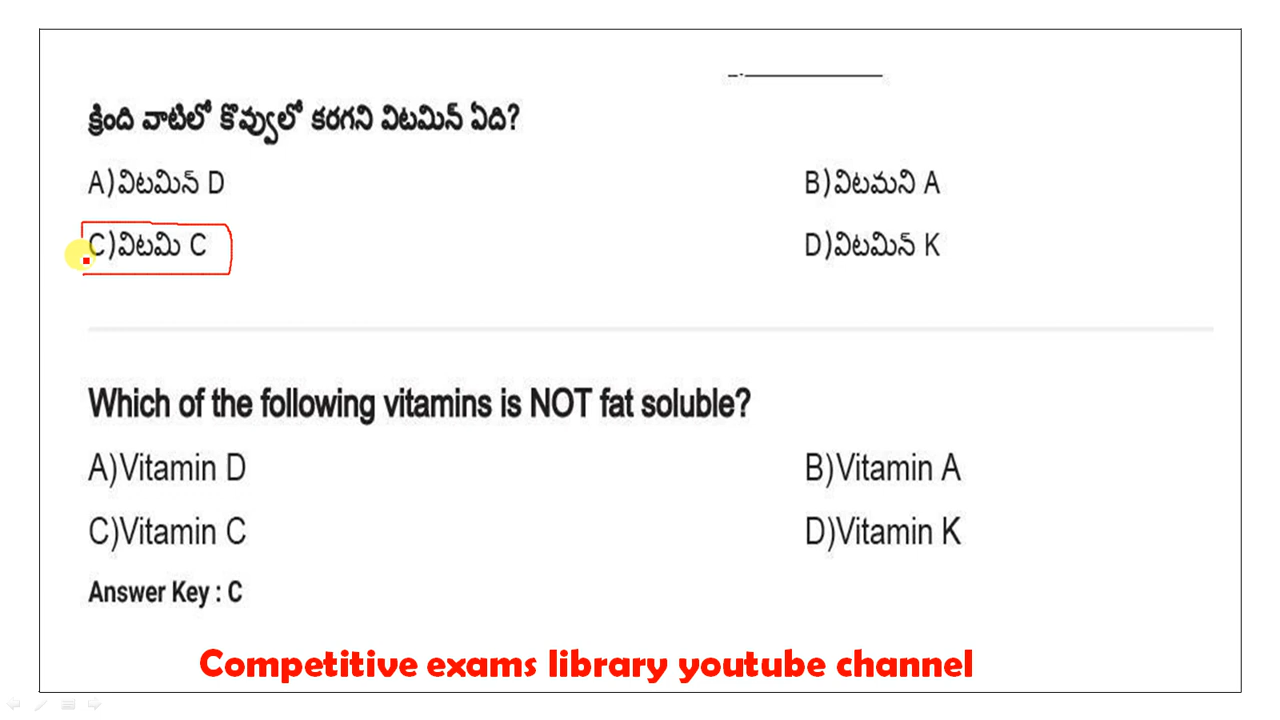 క్రింది వాటిలో కొవ్వులో కరగని విటమిన్ ఏది?
A)విటమిన్ D
B)విటమని A
C)విటమి C
D)విటమిన్ K
Which of the following vitamins is NOT fat soluble?
A)Vitamin D
B)Vitamin A
C)Vitamin C
D)Vitamin K
Answer Key : C
Competitive exams library youtube channel